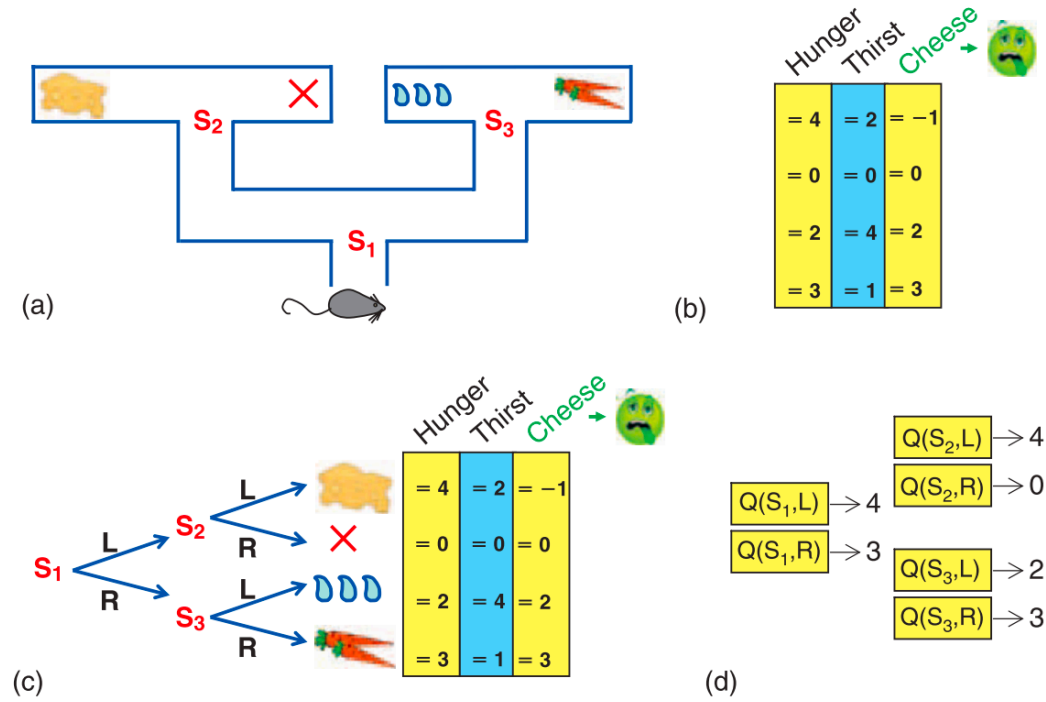 S₂
S₃
S₁
(a)
Hunger
Thirst
Cheese
= 4 = 2 = −1
= 0 = 0 = 0
= 2 = 4 = 2
= 3 = 1 = 3
(b)
S₁
L
R
S₂
S₃
L
R
L
R
Hunger
Thirst
Cheese
= 4 = 2 = −1
= 0 = 0 = 0
= 2 = 4 = 2
= 3 = 1 = 3
(c)
Q(S₁,L) → 4
Q(S₁,R) → 3
Q(S₂,L) → 4
Q(S₂,R) → 0
Q(S₃,L) → 2
Q(S₃,R) → 3
(d)